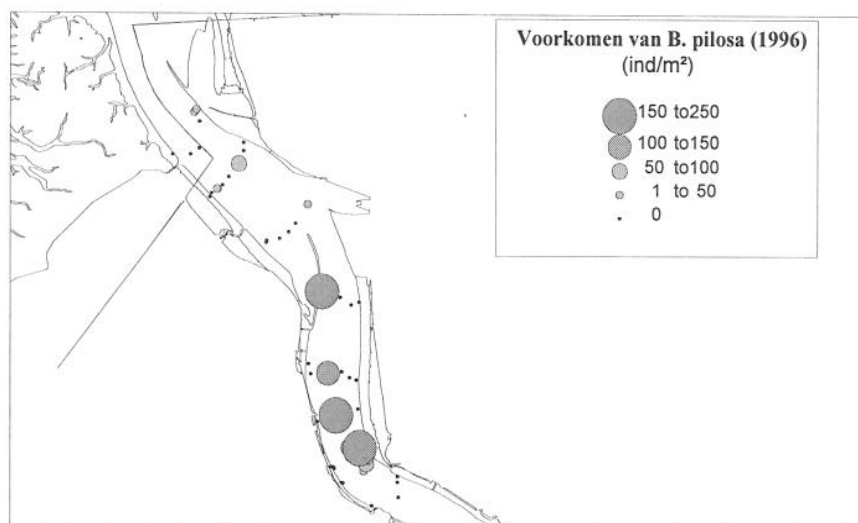 Voorkomen van B. pilosa (1996)
(ind/m²)
150 to250
100 to150
50 to100
1 to 50
0